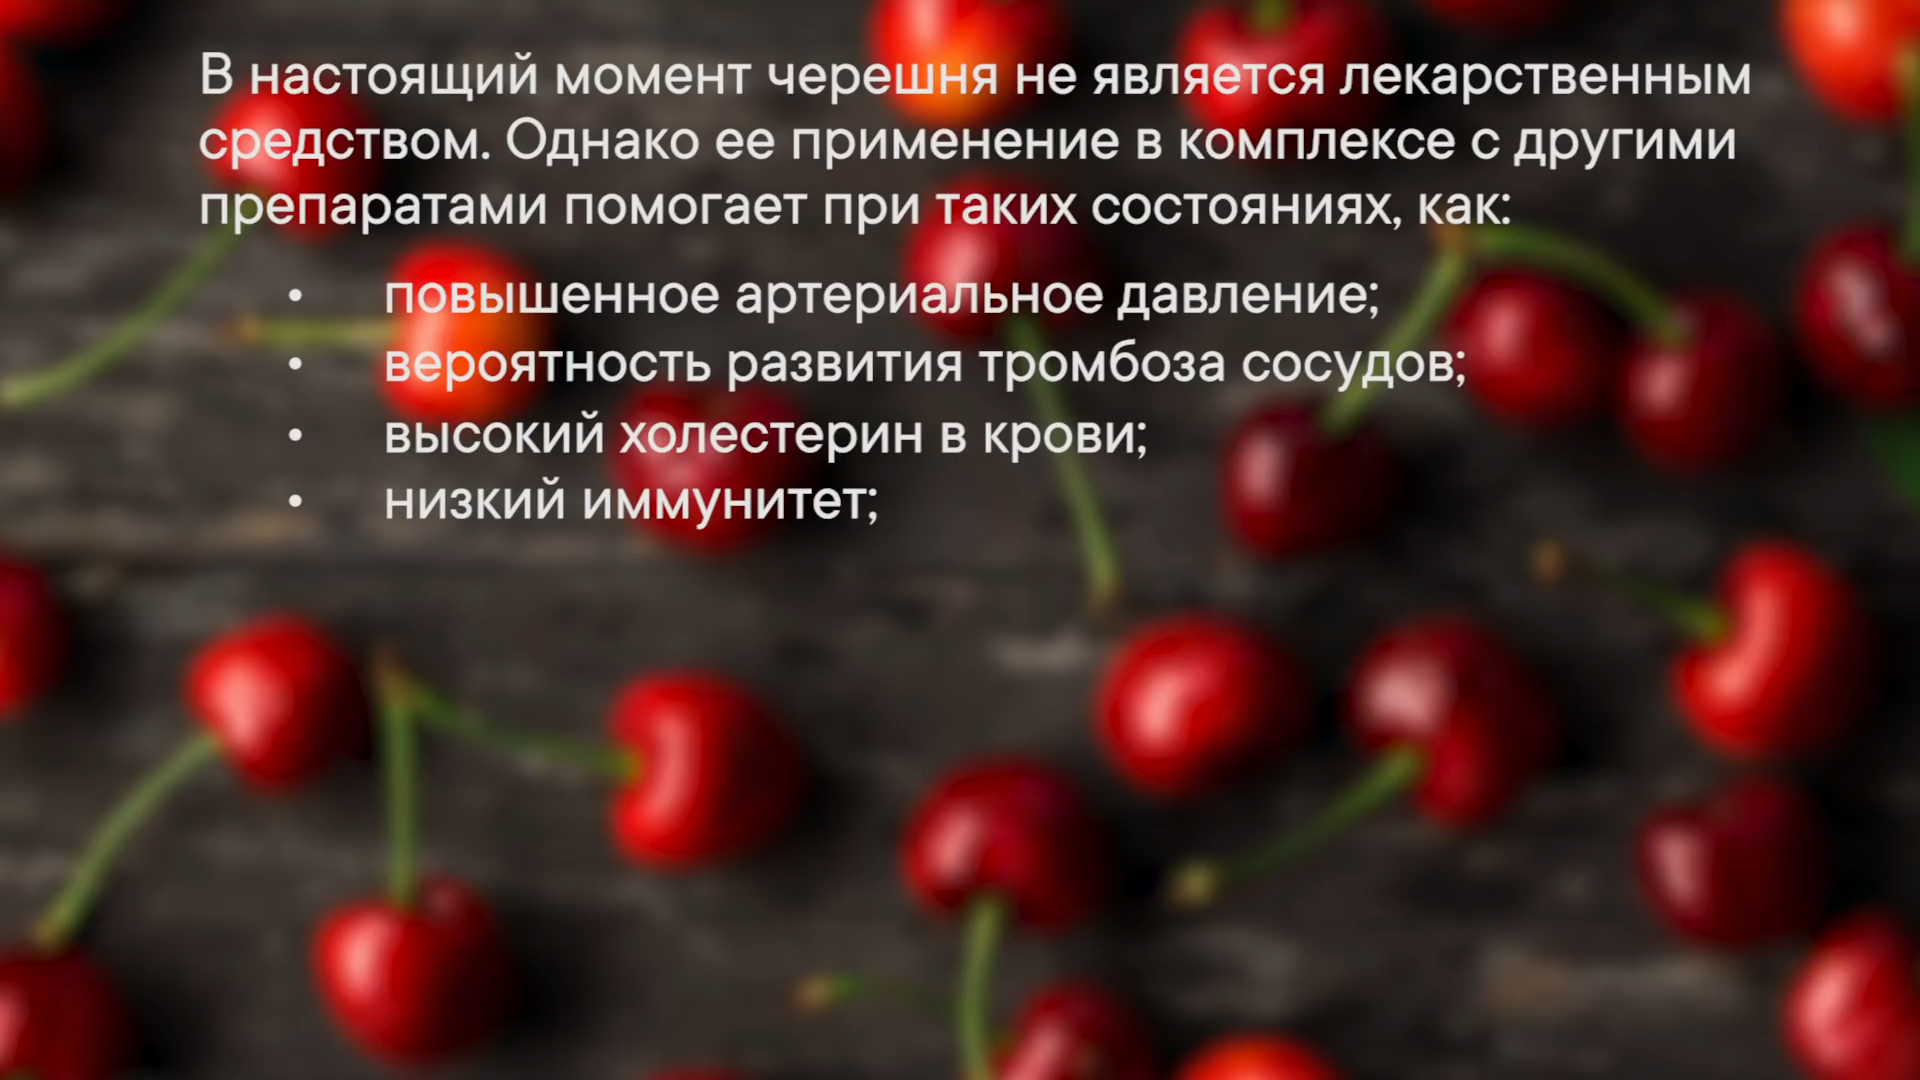 В настоящий момент черешня не является лекарственным
средством. Однако ее применение в комплексе с другими
препаратами помогает при таких состояниях, как:
• повышенное артериальное давление;
• вероятность развития тромбоза сосудов;
• высокий холестерин в крови;
• низкий иммунитет;